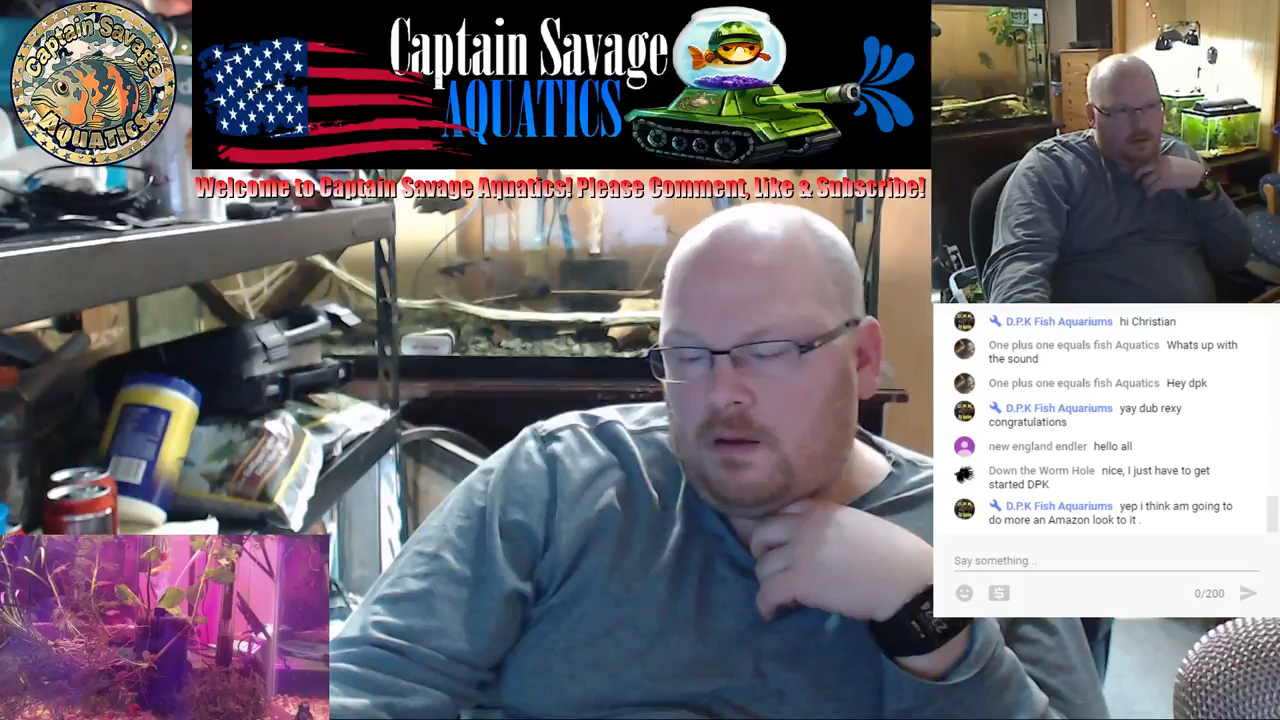 Captain Savage
AQUATICS
Captain Savage
AQUATICS
Welcome to Captain Savage Aquatics! Please Comment, Like & Subscribe!
D.P.K Fish Aquariums hi Christian
One plus one equals fish Aquatics Whats up with
the sound
One plus one equals fish Aquatics Hey dpk
D.P.K Fish Aquariums yay dub rexy
congratulations
new england endler hello all
Down the Worm Hole nice, I just have to get
started DPK
D.P.K Fish Aquariums yep i think am going to
do more an Amazon look to it .
Say something...
0/200